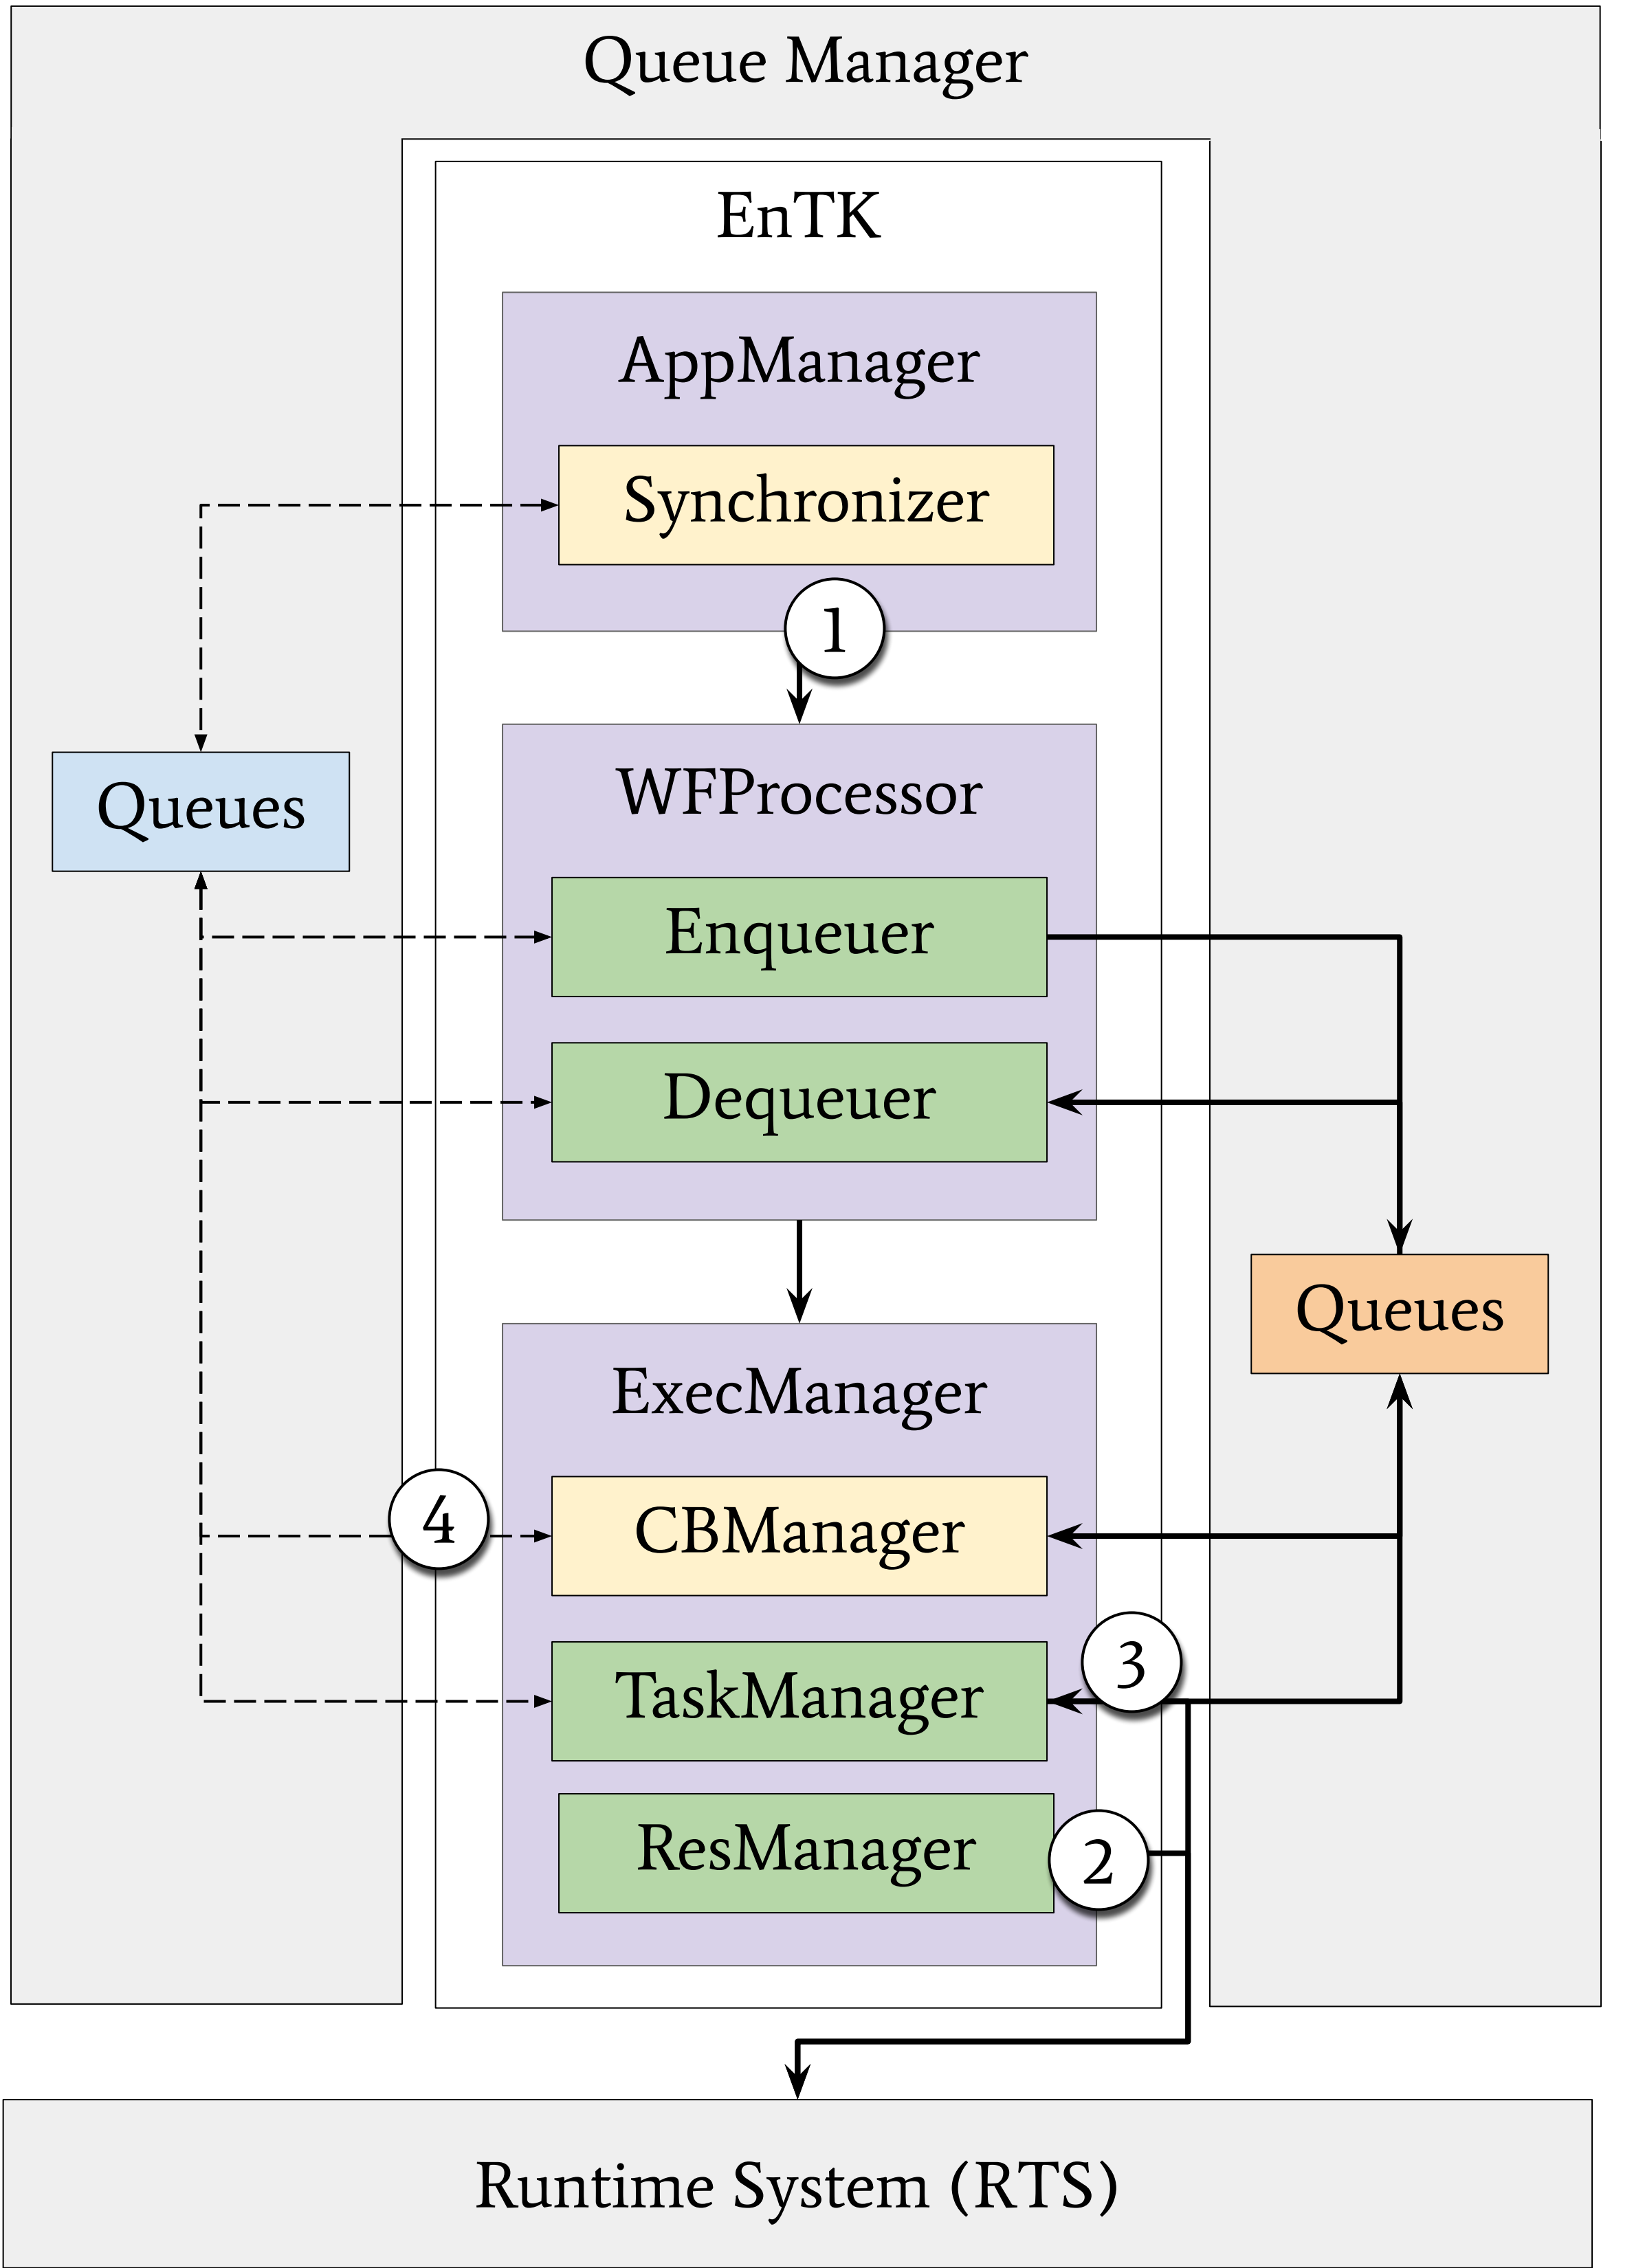 Queue Manager
EnTK
AppManager
Synchronizer
1
WFProcessor
Queues
Enqueuer
Dequeuer
Queues
ExecManager
4
CBManager
3
TaskManager
ResManager
2
Runtime System (RTS)